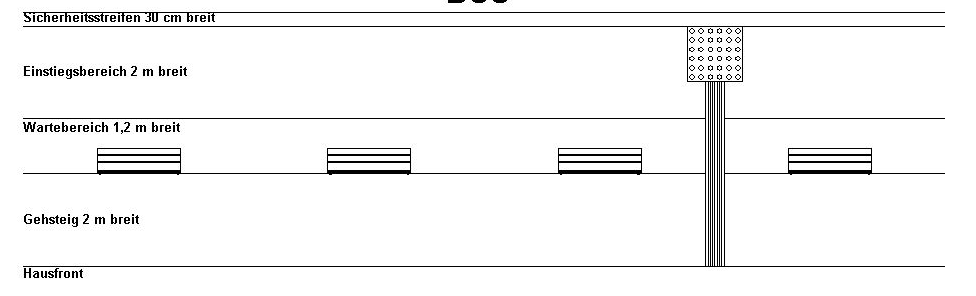 Sicherheitsstreifen 30 cm breit
Einstiegsbereich 2 m breit
Wartebereich 1,2 m breit
Gehsteig 2 m breit
Hausfront